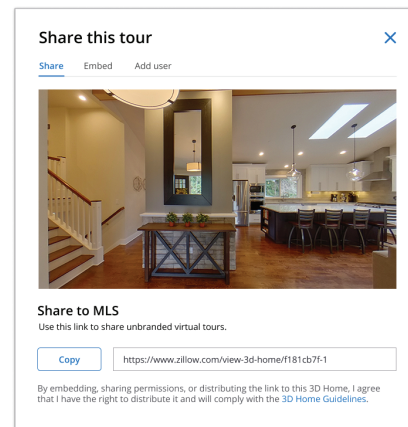 Share this tour
Share Embed Add user
Share to MLS
Use this link to share unbranded virtual tours.
Copy https://www.zillow.com/view-3d-home/f181cb7f-1
By embedding, sharing permissions, or distributing the link to this 3D Home, I agree
that I have the right to distribute it and will comply with the 3D Home Guidelines.